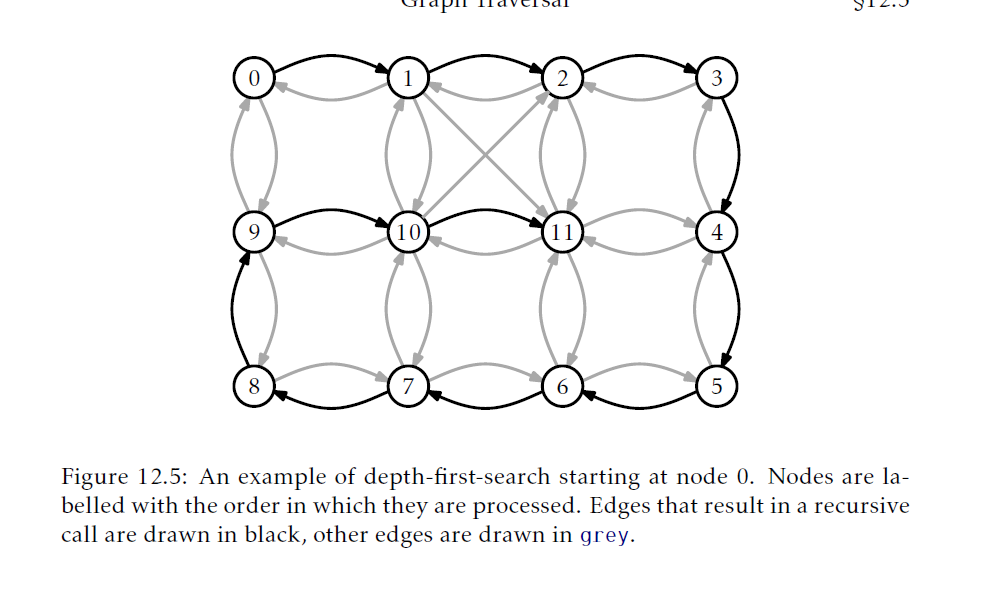 Graph Traversal §12.3
0 1 2 3
9 10 11 4
8 7 6 5
Figure 12.5: An example of depth-first-search starting at node 0. Nodes are la-
belled with the order in which they are processed. Edges that result in a recursive
call are drawn in black, other edges are drawn in grey.